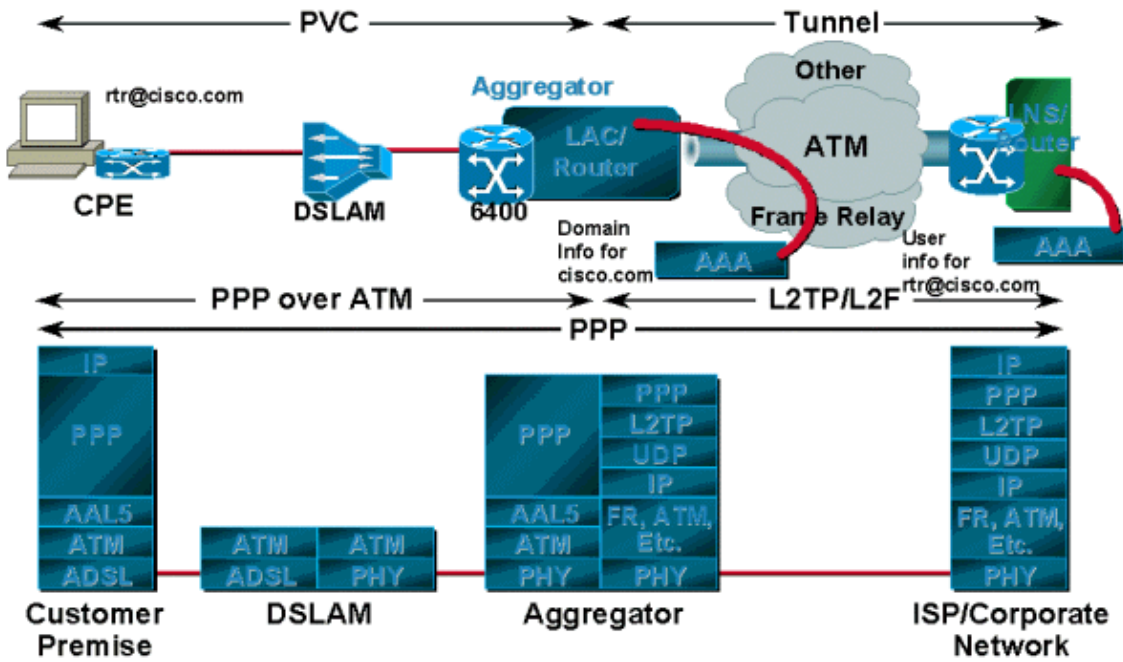 PVC
Tunnel
rtr@cisco.com
Aggregator
Other
LAC/
Router
ATM
LNS/
Router
CPE
DSLAM
6400
Frame Relay
Domain
Info for
cisco.com
AAA
User
info for
rtr@cisco.com
AAA
PPP over ATM
L2TP/L2F
PPP
IP
PPP
AAL5
ATM
ADSL
ATM
ATM
ADSL
PHY
PPP
AAL5
ATM
PHY
PPP
L2TP
UDP
IP
FR, ATM,
Etc.
PHY
IP
PPP
L2TP
UDP
IP
FR, ATM,
Etc.
PHY
Customer
Premise
DSLAM
Aggregator
ISP/Corporate
Network